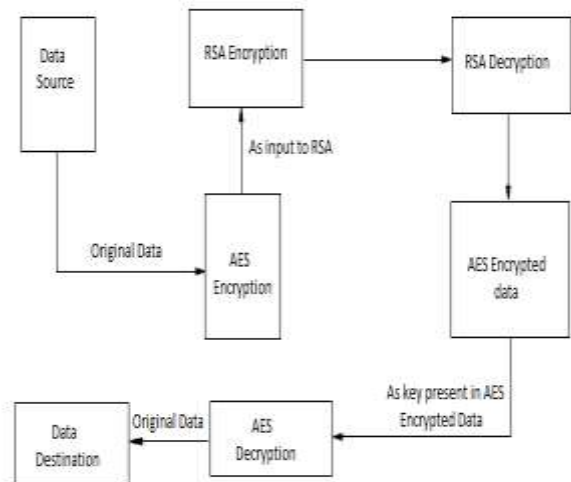 Data
Source
RSA Encryption
RSA Decryption
As input to RSA
Original Data
AES
Encryption
AES Encrypted
data
As key present in AES
Encrypted Data
AES
Decryption
Original Data
Data
Destination